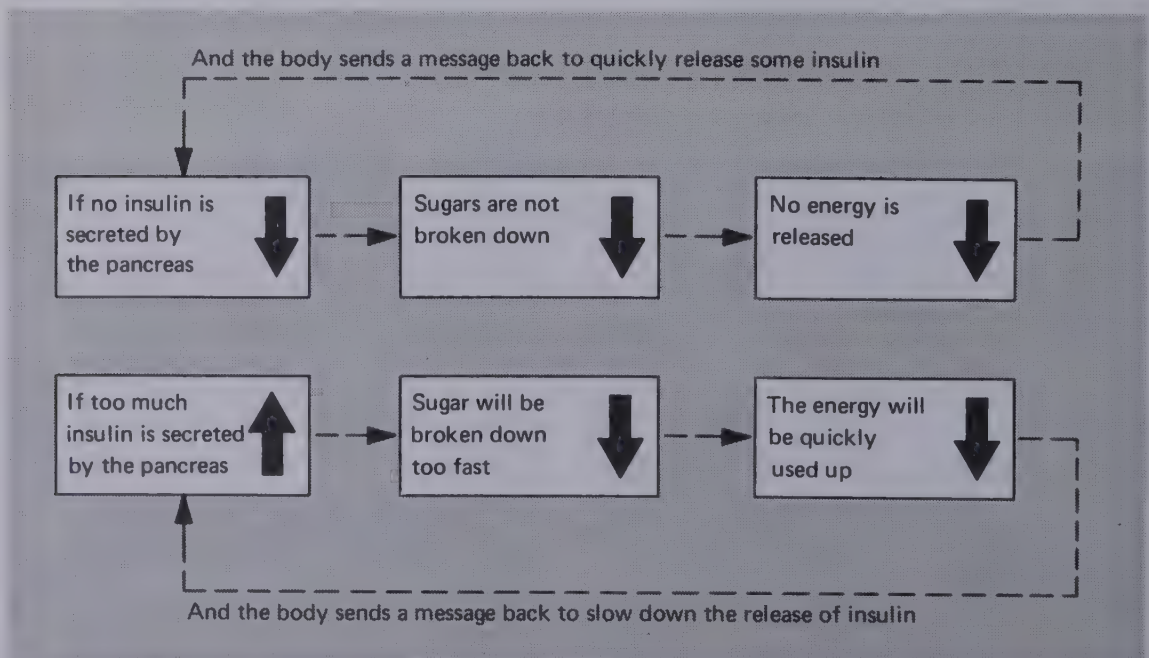 And the body sends a message back to quickly release some insulin
If no insulin is
secreted by
the pancreas
Sugars are not
broken down
No energy is
released
If too much
insulin is secreted
by the pancreas
Sugar will be
broken down
too fast
The energy will
be quickly
used up
And the body sends a message back to slow down the release of insulin